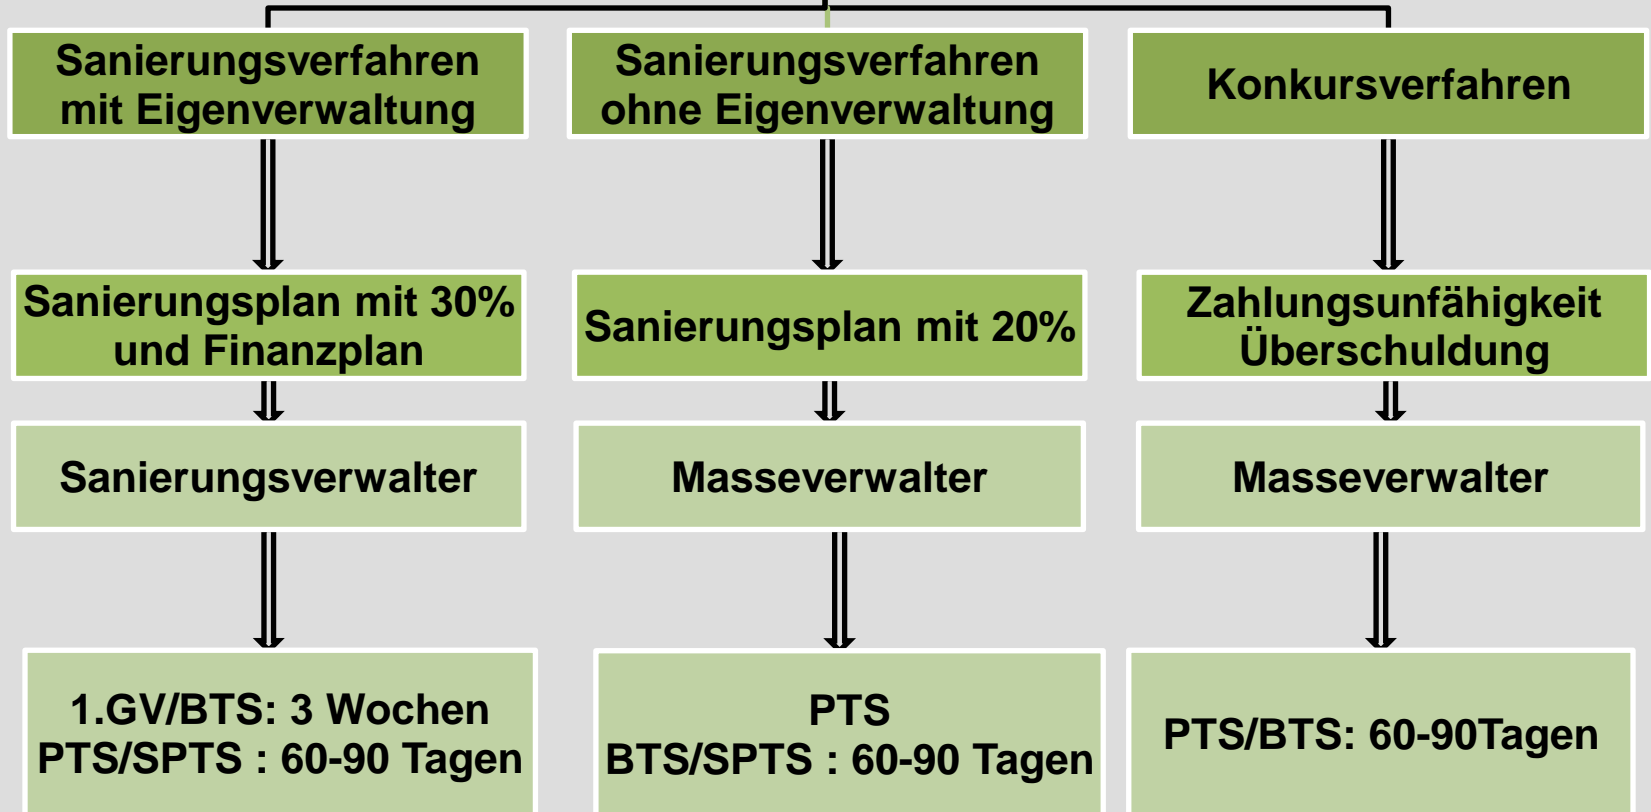 Sanierungsverfahren
mit Eigenverwaltung
Sanierungsverfahren
ohne Eigenverwaltung
Konkursverfahren
Sanierungsplan mit 30%
und Finanzplan
Sanierungsplan mit 20%
Zahlungsunfähigkeit
Überschuldung
Sanierungsverwalter
Masseverwalter
Masseverwalter
1.GV/BTS: 3 Wochen
PTS/SPTS : 60-90 Tagen
PTS
BTS/SPTS : 60-90 Tagen
PTS/BTS: 60-90Tagen